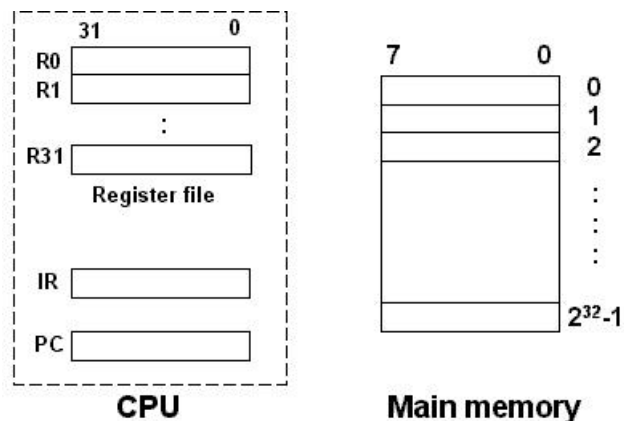 31 0
R0
R1
:
R31
Register file
IR
PC
CPU
7 0
0
1
2
:
:
:
2³²-1
Main memory